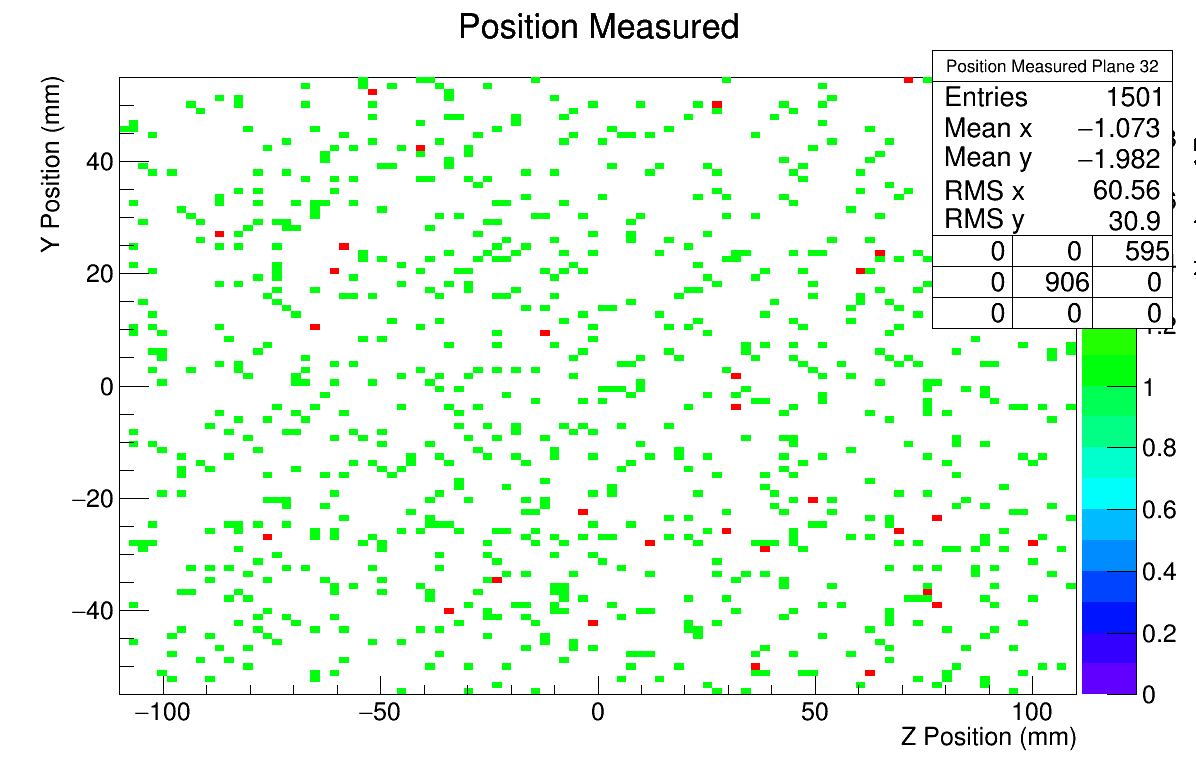 Position Measured
Y Position (mm)
40
20
0
−20
−40
−100
−50
0
50
100
Z Position (mm)
Position Measured Plane 32
Entries 1501
Mean x −1.073
Mean y −1.982
RMS x 60.56
RMS y 30.9
0 0 595
0 906 0
0 0 0
1
0.8
0.6
0.4
0.2
0